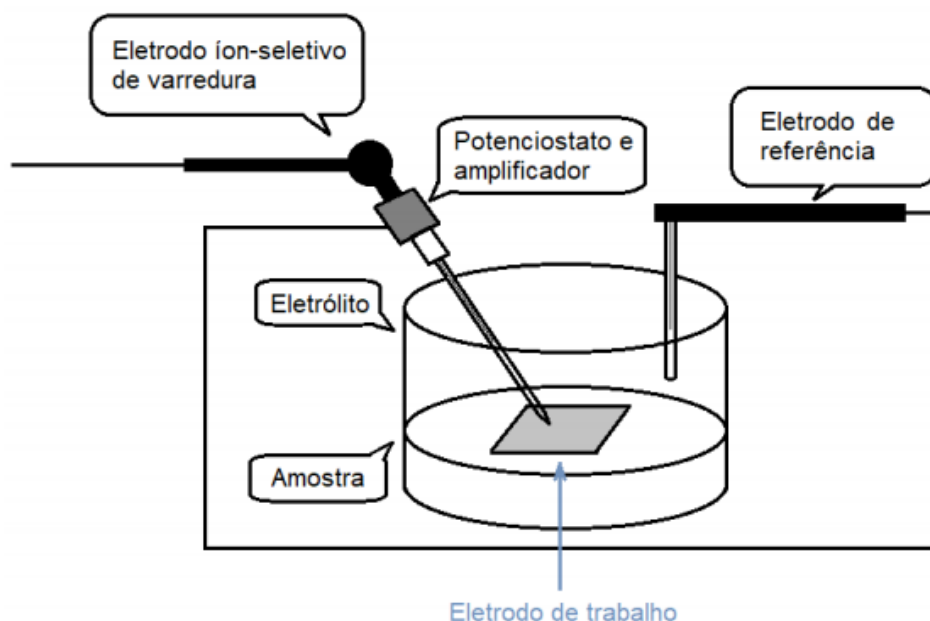 Eletrodo íon-seletivo
de varredura
Potenciostato e
amplificador
Eletrodo de
referência
Eletrólito
Amostra
Eletrodo de trabalho